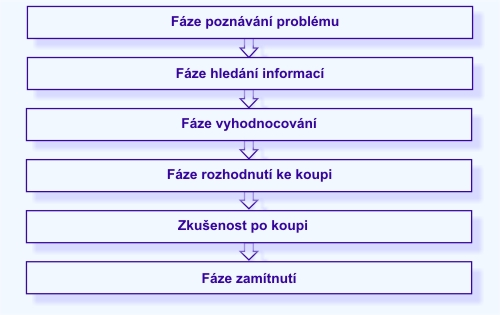 Fáze poznávání problému
Fáze hledání informací
Fáze vyhodnocování
Fáze rozhodnutí ke koupi
Zkušenost po koupi
Fáze zamítnutí